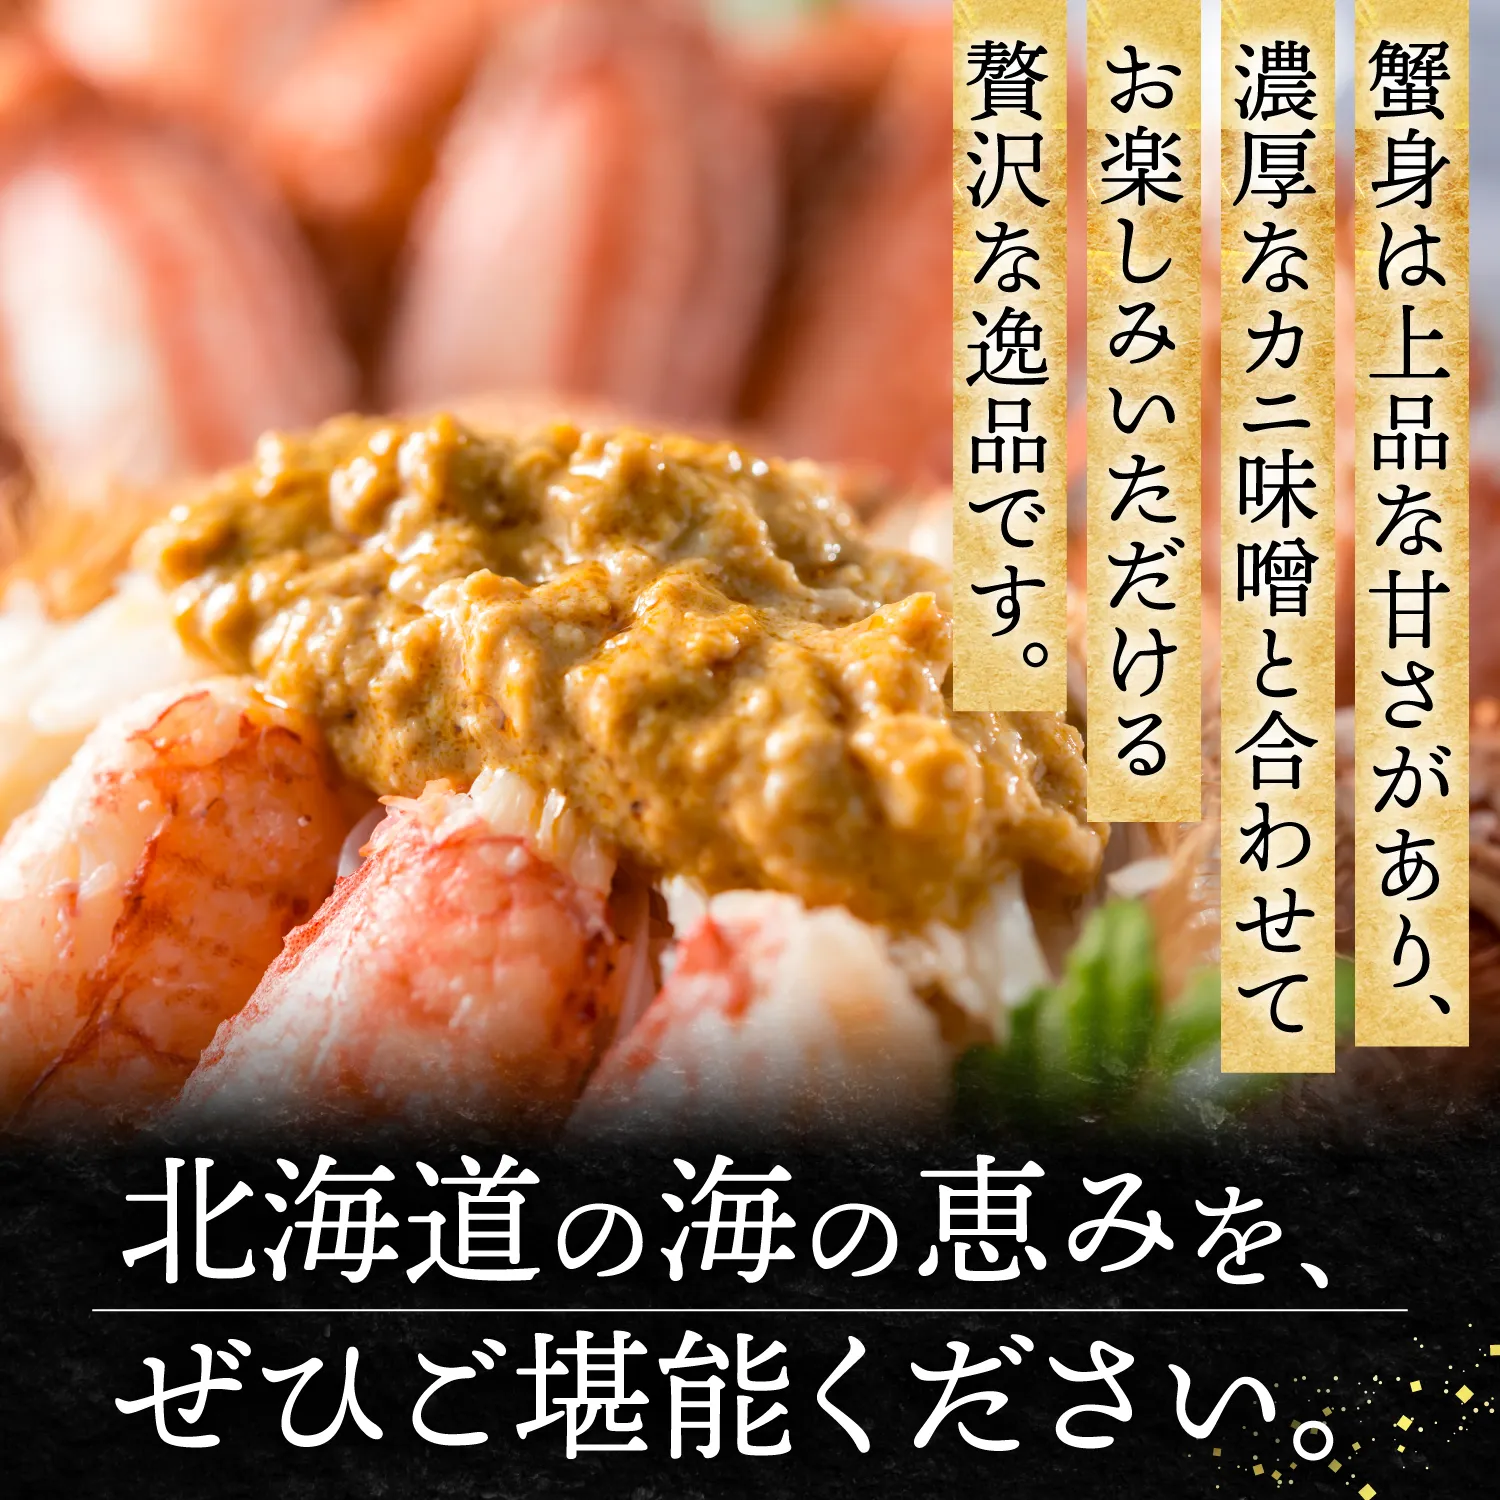 蟹身は上品な甘さがあり、
濃厚なカニ味噌と合わせて
お楽しみいただける
贅沢な逸品です。
北海道の海の恵みを、
ぜひご堪能ください。